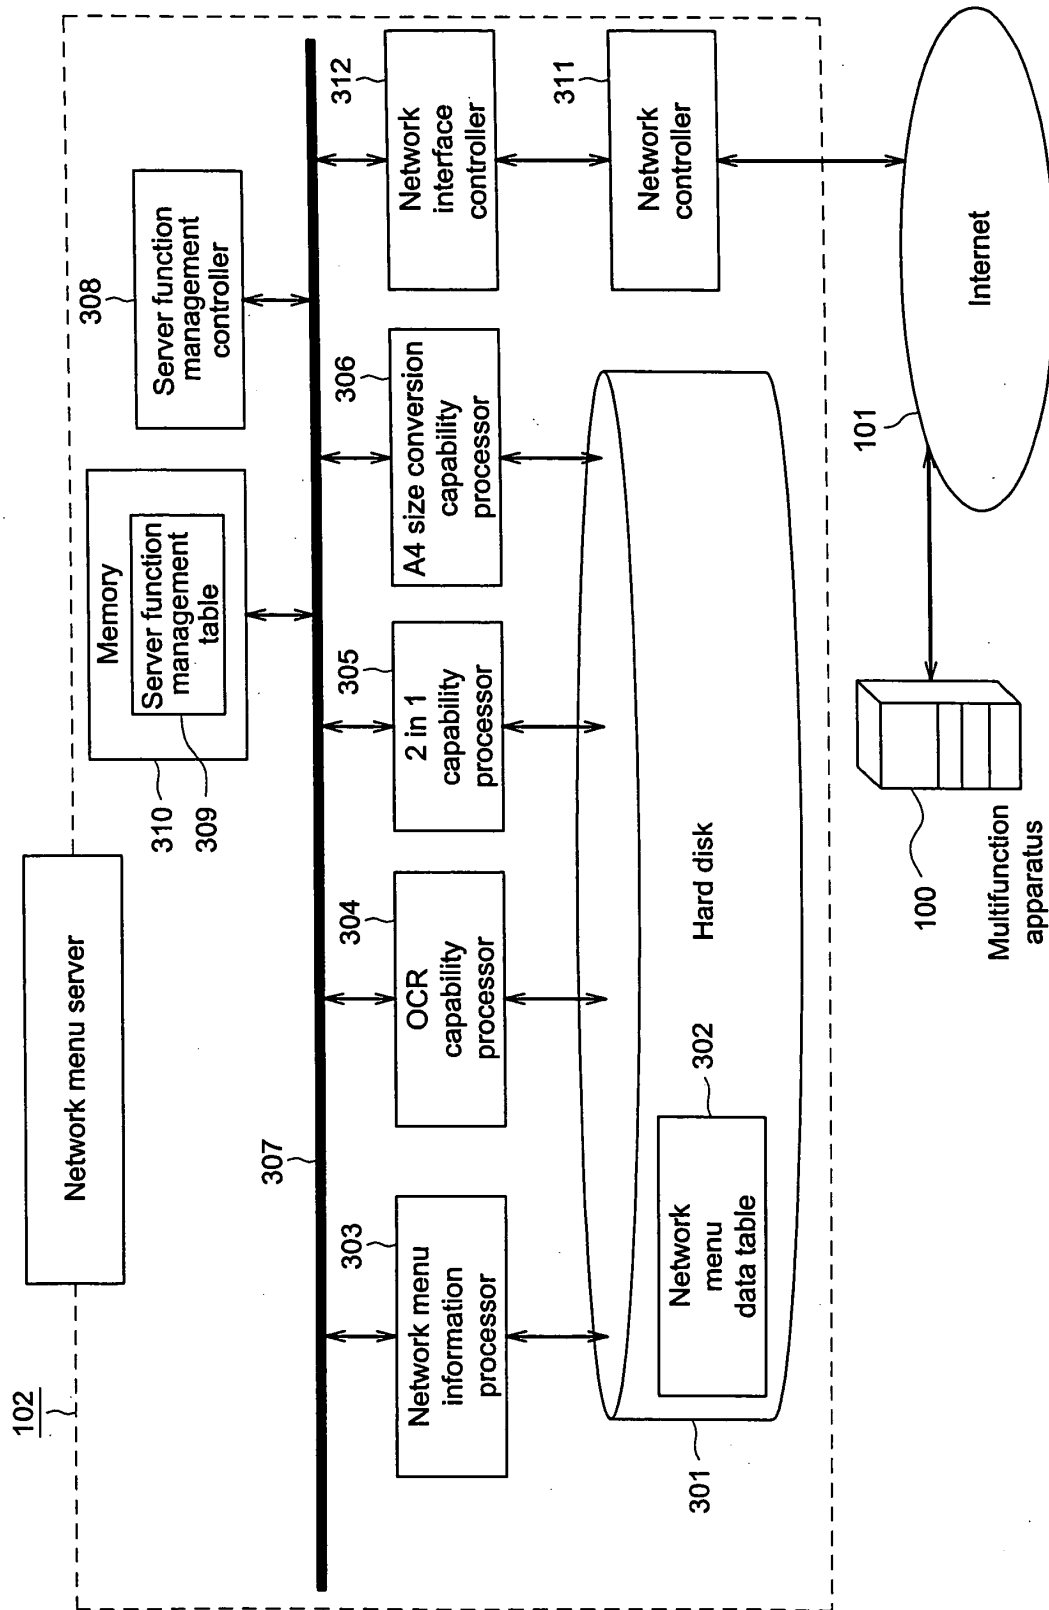 102
Network menu server
310
309
Memory
Server function
management
table
308
Server function
management
controller
307
303
Network menu
information
processor
304
OCR
capability
processor
305
2 in 1
capability
processor
306
A4 size conversion
capability
processor
312
Network
interface
controller
311
Network
controller
301
302
Network
menu
data table
Hard disk
100
Multifunction
apparatus
101
Internet